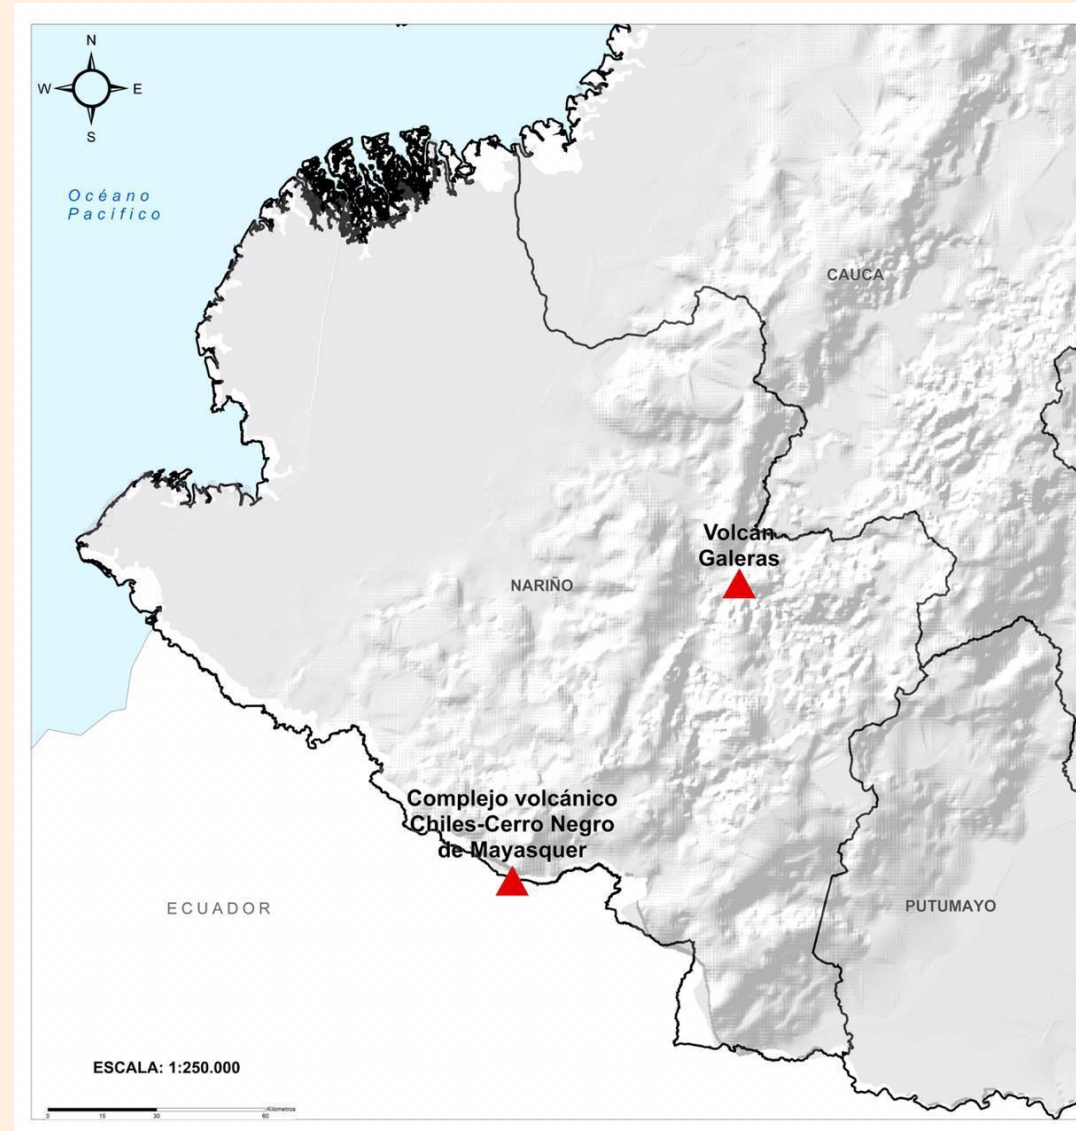 N
W
E
S
Océano
Pacífico
CAUCA
Volcán
Galeras
NARIÑO
Complejo volcánico
Chiles-Cerro Negro
de Mayasquer
ECUADOR
PUTUMAYO
ESCALA: 1:250.000
Kilómetros
0 15 30 60